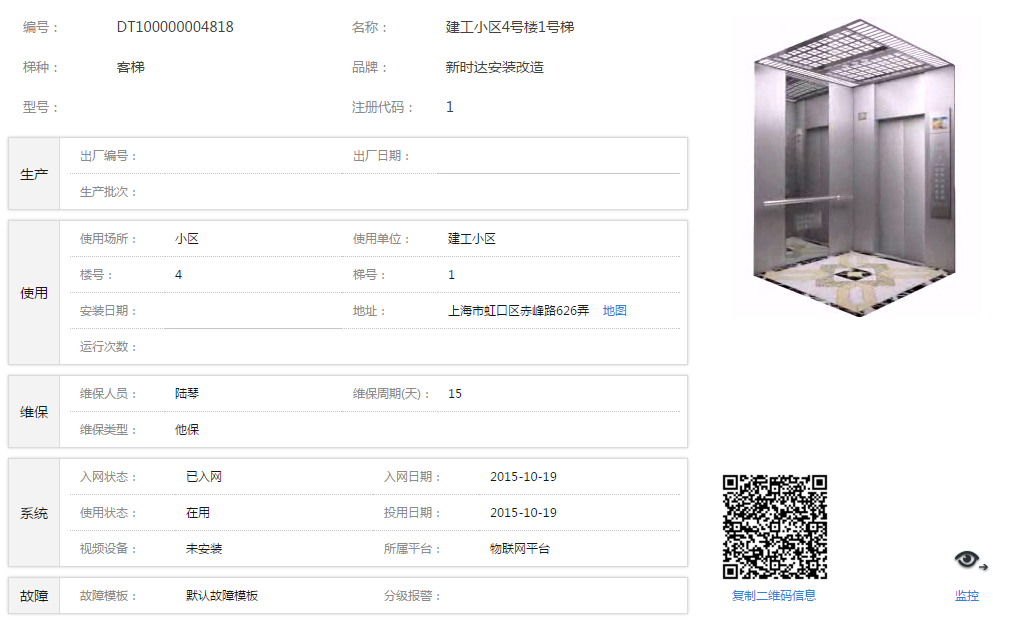 编号： DT100000004818 名称： 建工小区4号楼1号梯
梯种： 客梯 品牌： 新时达安装改造
型号： 注册代码： 1
生产
出厂编号： 出厂日期：
生产批次：
使用
使用场所： 小区 使用单位： 建工小区
楼号： 4 梯号： 1
安装日期： 地址： 上海市虹口区赤峰路626弄 地图
运行次数：
维保
维保人员： 陆琴 维保周期(天)： 15
维保类型： 他保
系统
入网状态： 已入网 入网日期： 2015-10-19
使用状态： 在用 投用日期： 2015-10-19
视频设备： 未安装 所属平台： 物联网平台
故障
故障模板： 默认故障模板 分级报警：
复制二维码信息 监控